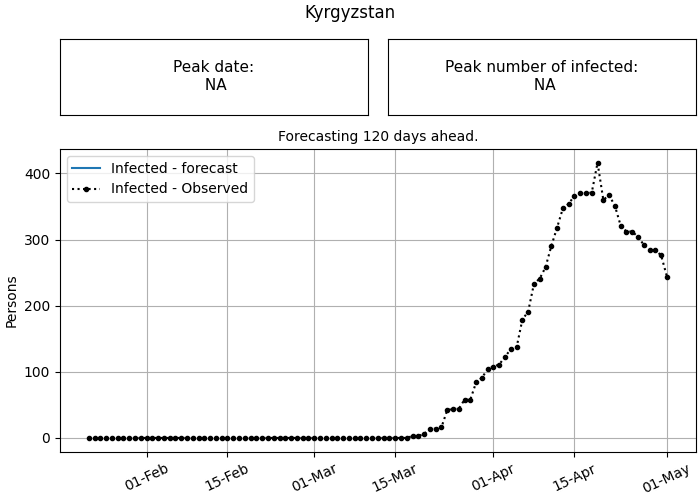 Kyrgyzstan
Peak date:
NA
Peak number of infected:
NA
Forecasting 120 days ahead.
Infected - forecast
Infected - Observed
Persons
400
300
200
100
0
01-Feb
15-Feb
01-Mar
15-Mar
01-Apr
15-Apr
01-May